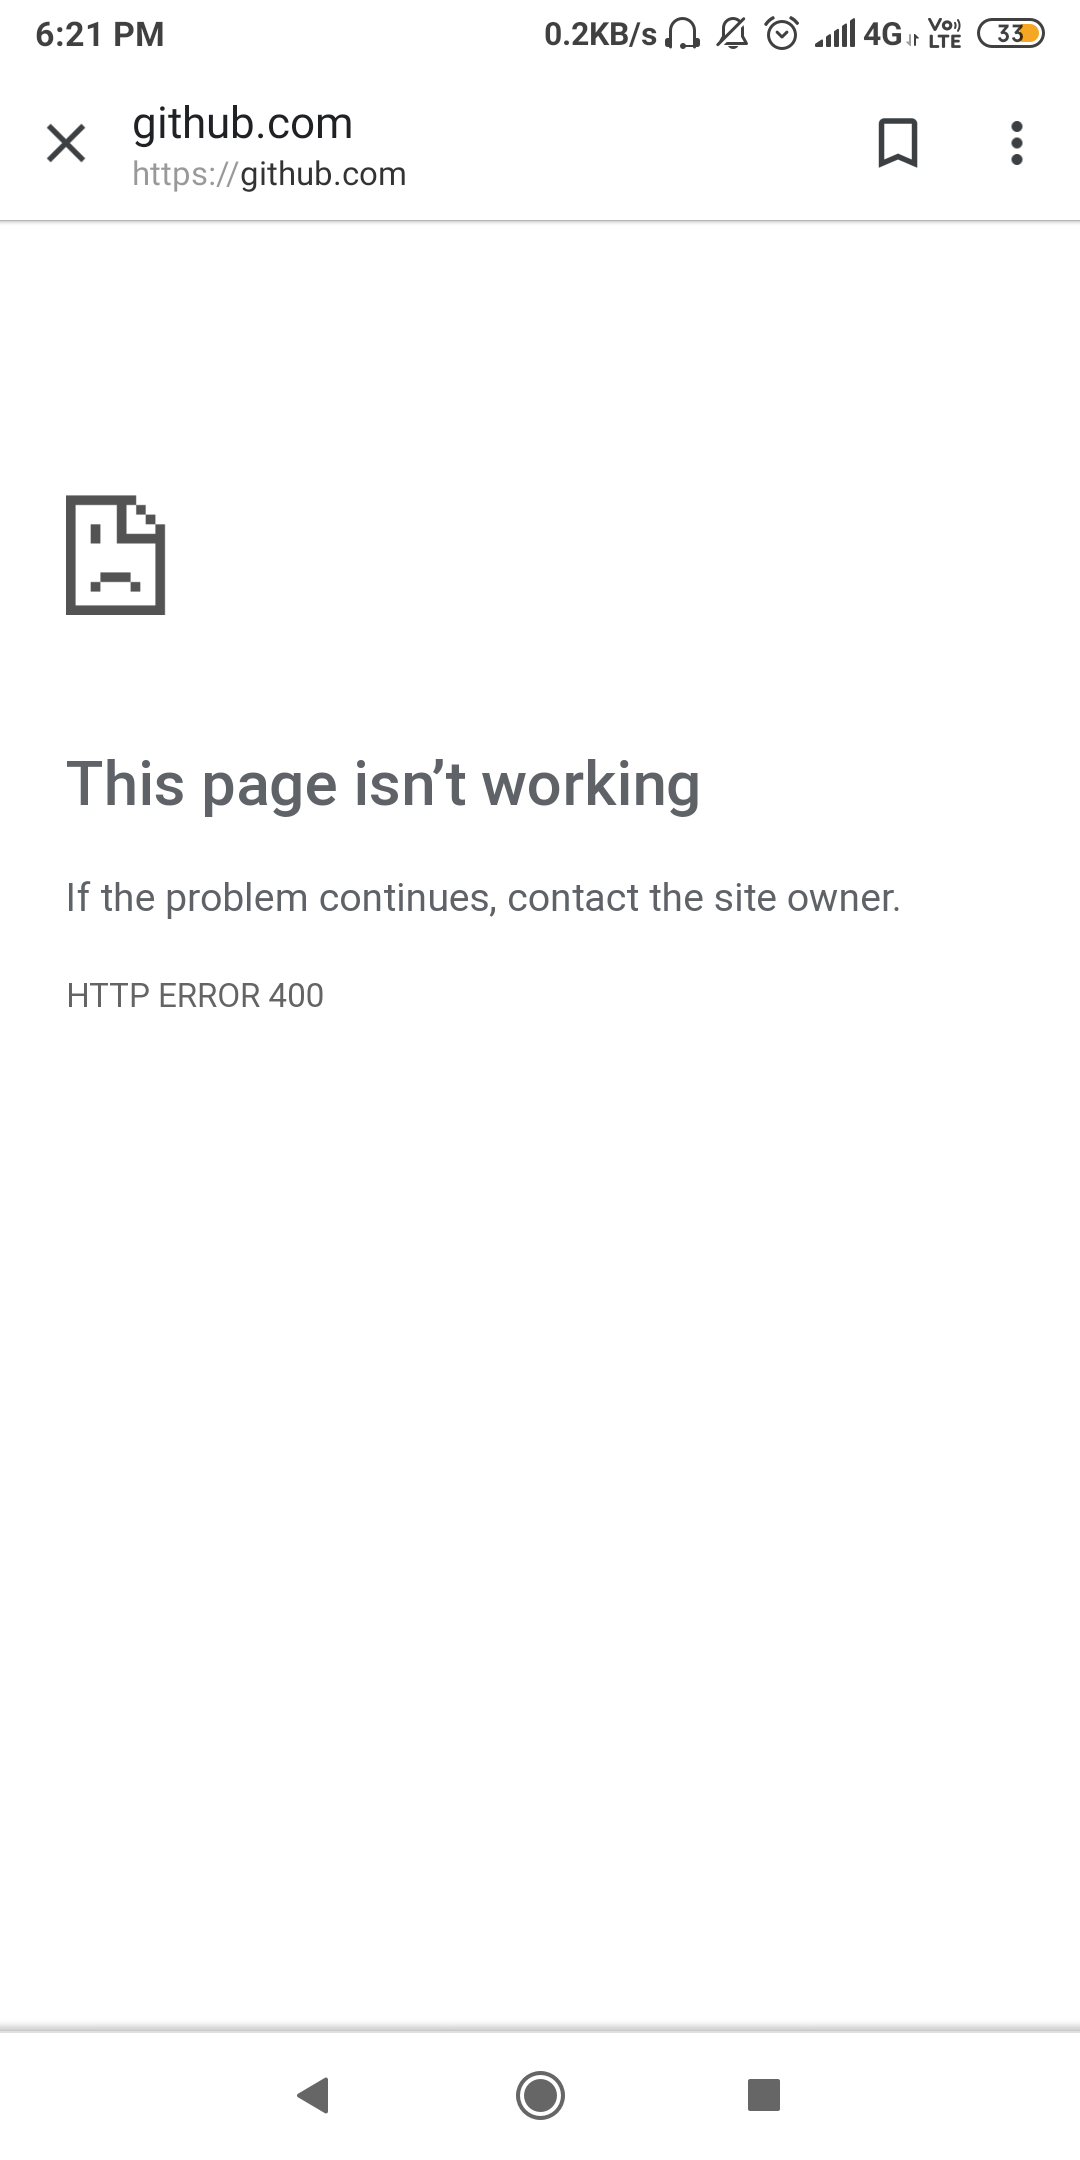 6:21 PM
0.2KB/s 4G Vo)) LTE 33
github.com
https://github.com
This page isn’t working
If the problem continues, contact the site owner.
HTTP ERROR 400